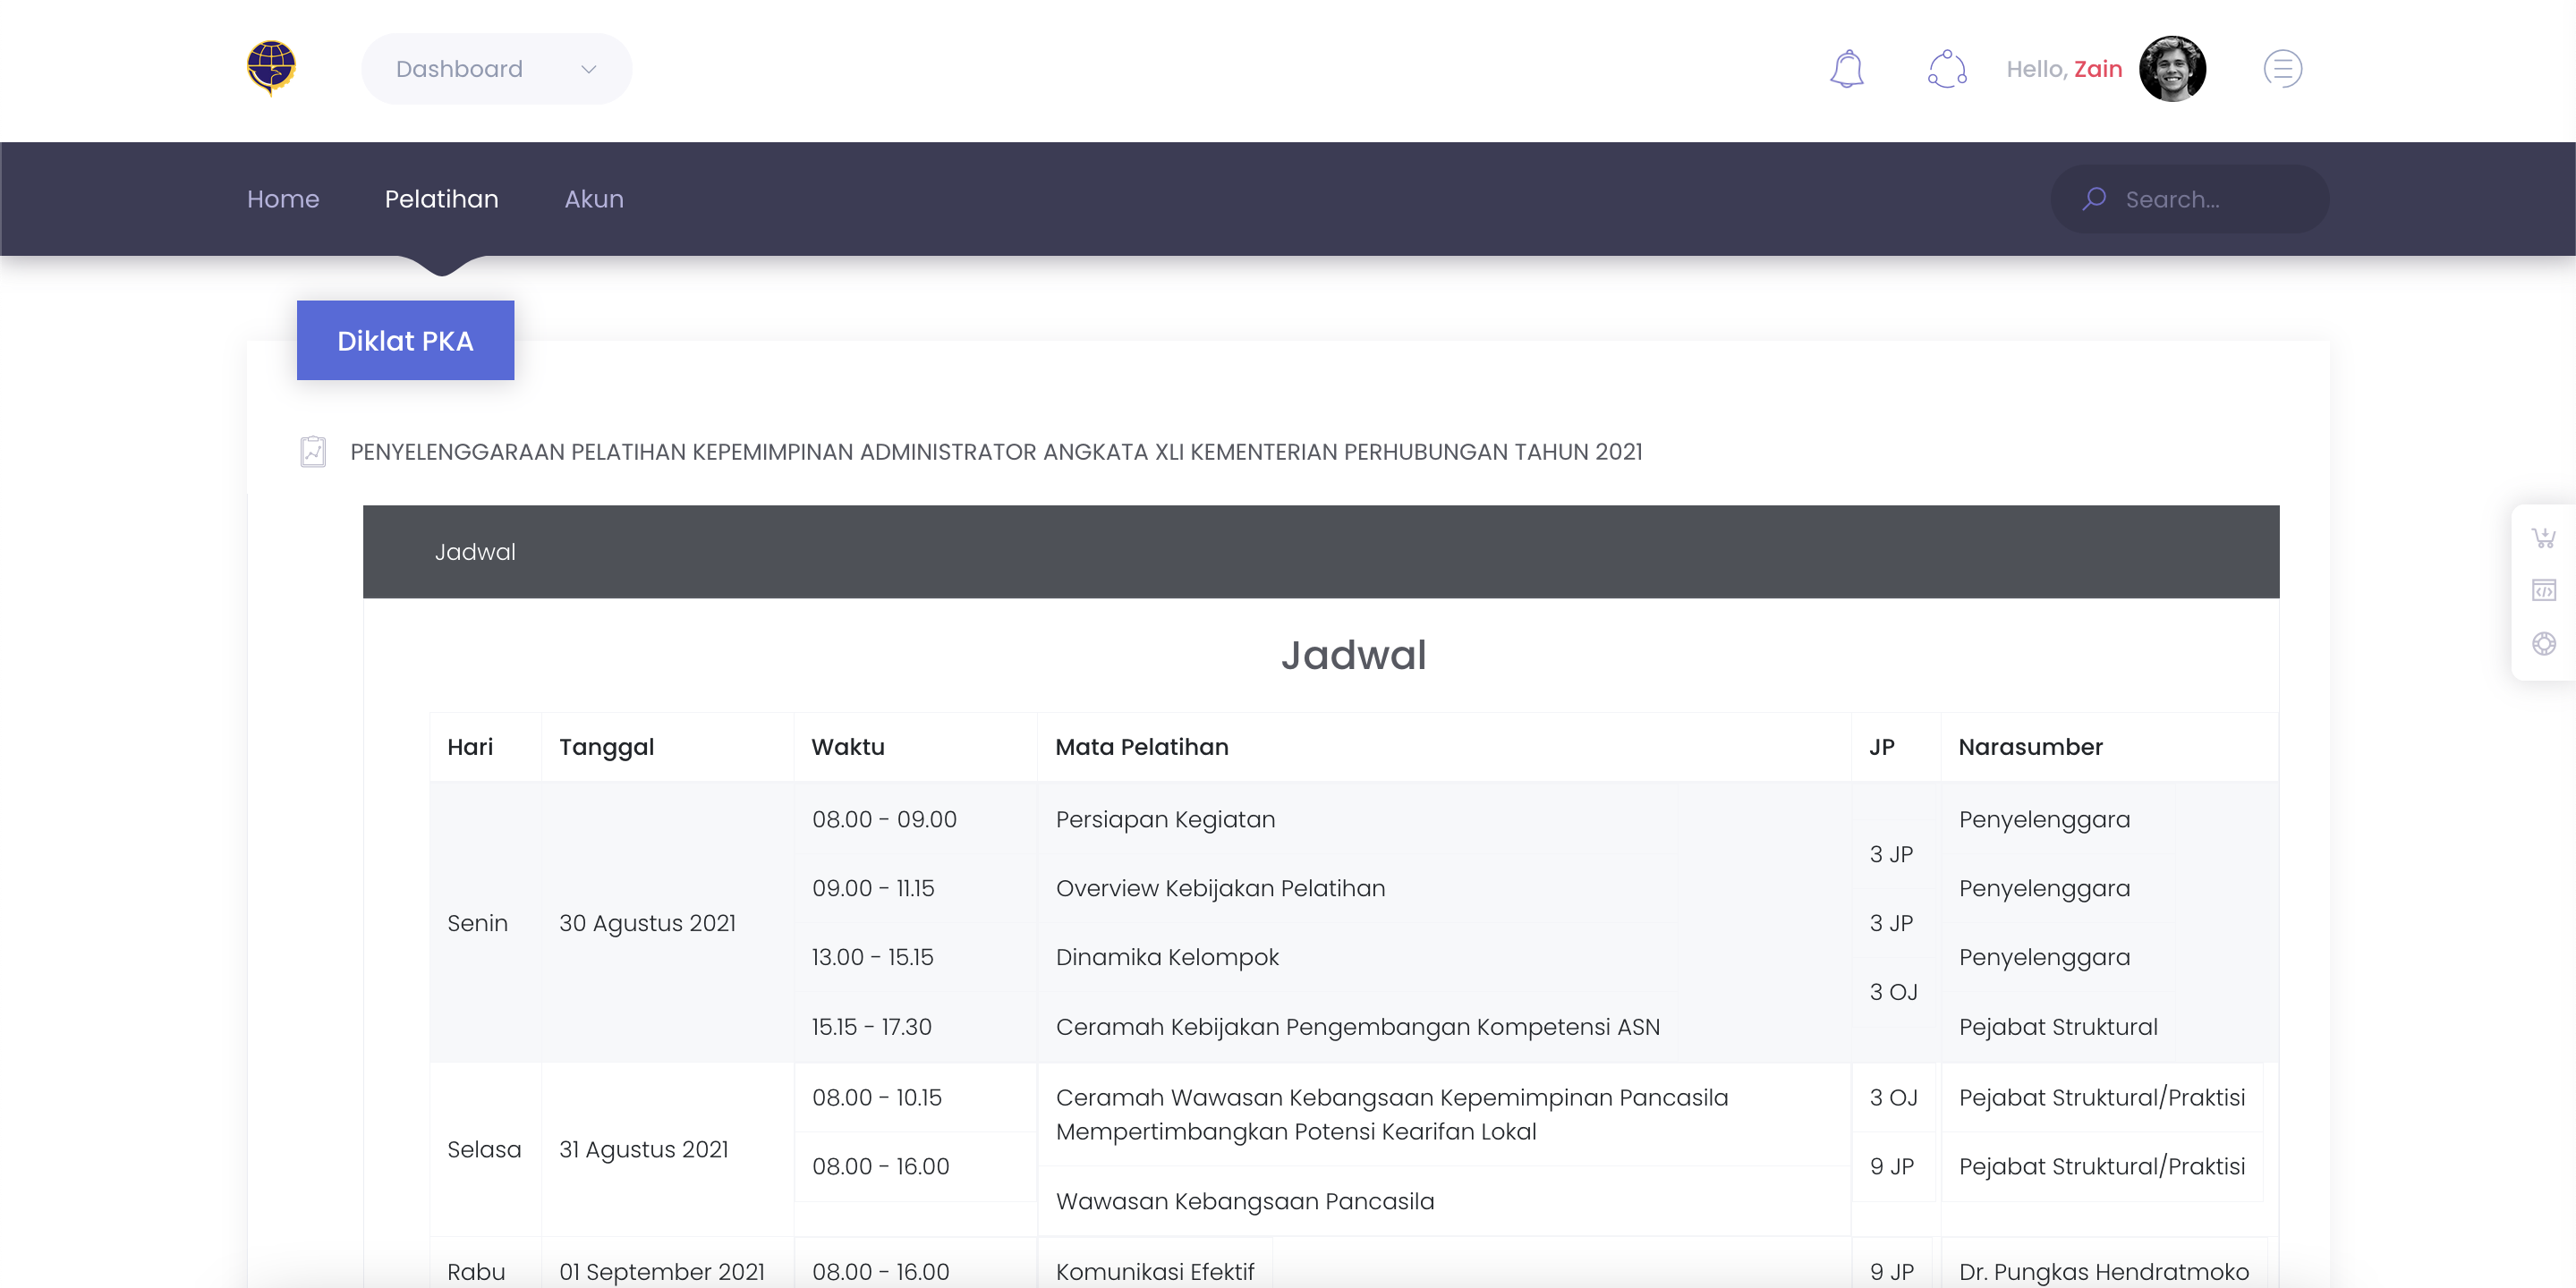 Dashboard
Hello, Zain
Home
Pelatihan
Akun
Search...
Diklat PKA
PENYELENGGARAAN PELATIHAN KEPEMIMPINAN ADMINISTRATOR ANGKATA XLI KEMENTERIAN PERHUBUNGAN TAHUN 2021
Jadwal
Jadwal
Hari Tanggal Waktu Mata Pelatihan JP Narasumber
08.00 - 09.00 Persiapan Kegiatan Penyelenggara
3 JP
09.00 - 11.15 Overview Kebijakan Pelatihan Penyelenggara
Senin 30 Agustus 2021 3 JP
13.00 - 15.15 Dinamika Kelompok Penyelenggara
3 OJ
15.15 - 17.30 Ceramah Kebijakan Pengembangan Kompetensi ASN Pejabat Struktural
08.00 - 10.15 Ceramah Wawasan Kebangsaan Kepemimpinan Pancasila 3 OJ Pejabat Struktural/Praktisi
Mempertimbangkan Potensi Kearifan Lokal
Selasa 31 Agustus 2021
08.00 - 16.00 9 JP Pejabat Struktural/Praktisi
Wawasan Kebangsaan Pancasila
Rabu 01 September 2021 08.00 - 16.00 Komunikasi Efektif 9 JP Dr. Pungkas Hendratmoko